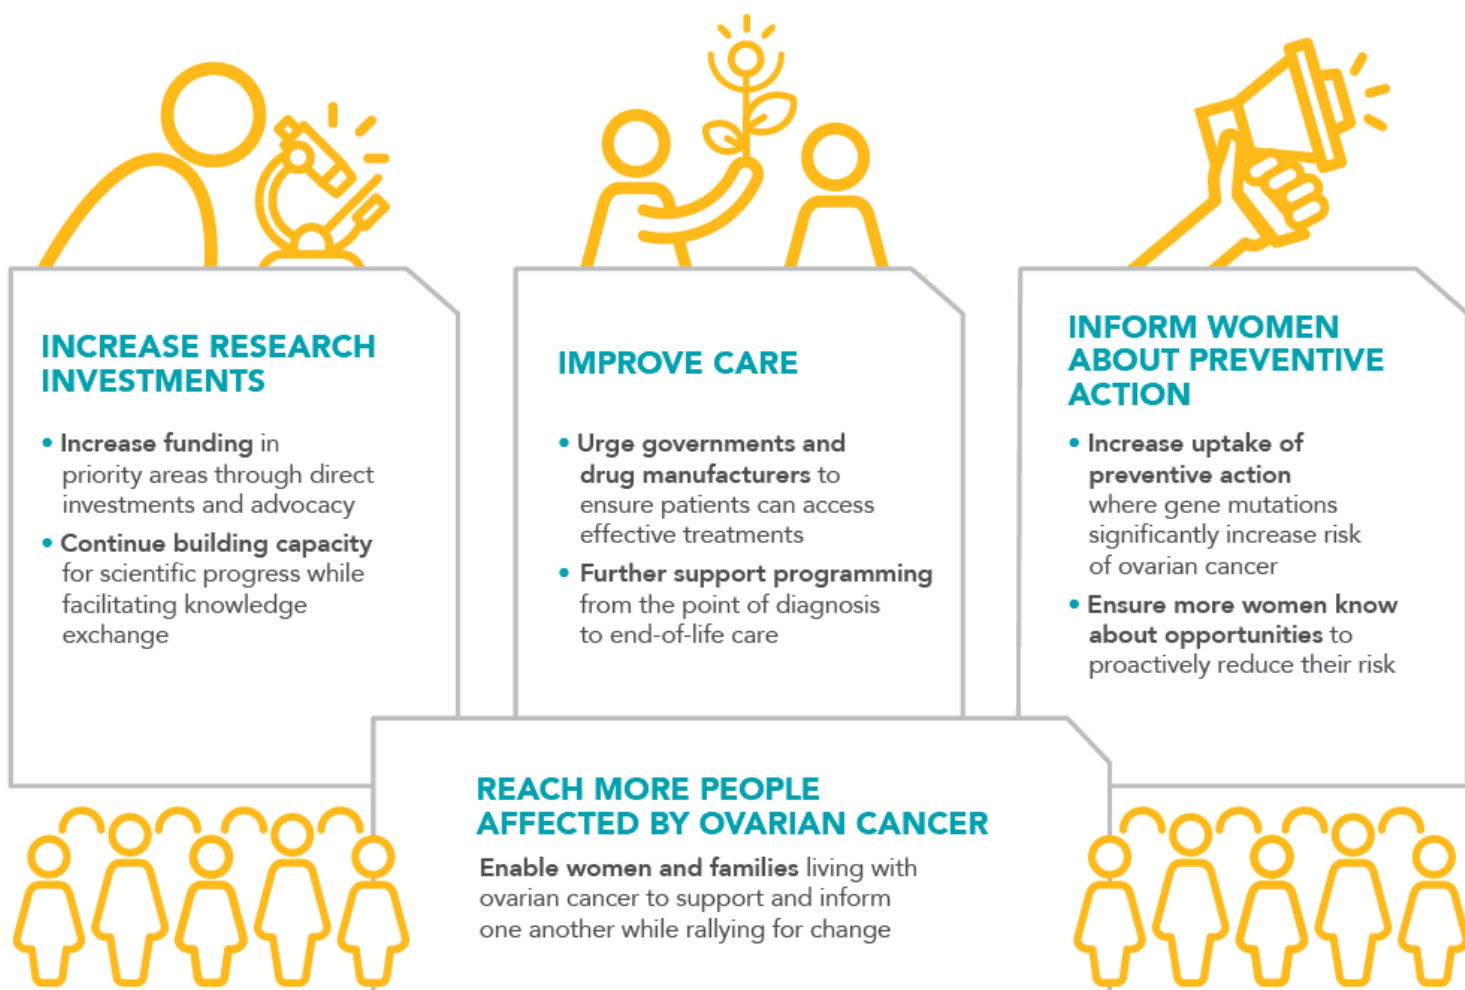 INCREASE RESEARCH
INVESTMENTS
• Increase funding in
priority areas through direct
investments and advocacy
• Continue building capacity
for scientific progress while
facilitating knowledge
exchange
IMPROVE CARE
• Urge governments and
drug manufacturers to
ensure patients can access
effective treatments
• Further support programming
from the point of diagnosis
to end-of-life care
INFORM WOMEN
ABOUT PREVENTIVE
ACTION
• Increase uptake of
preventive action
where gene mutations
significantly increase risk
of ovarian cancer
• Ensure more women know
about opportunities to
proactively reduce their risk
REACH MORE PEOPLE
AFFECTED BY OVARIAN CANCER
Enable women and families living with
ovarian cancer to support and inform
one another while rallying for change